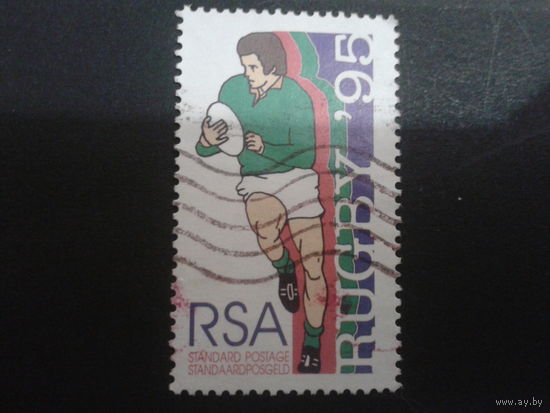 RUGBY '95
RSA
STANDARD POSTAGE
STANDAARDPOSGELD
www.ay.by